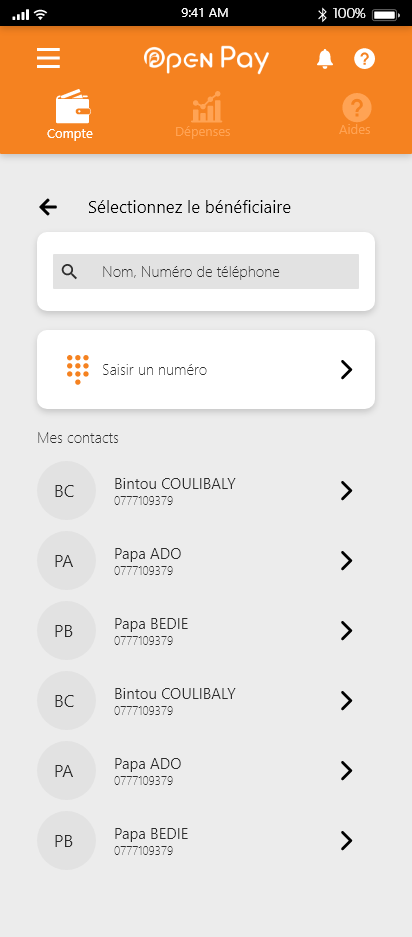 9:41 AM 100%
Open Pay
Compte Dépenses Aides
Sélectionnez le bénéficiaire
Nom, Numéro de téléphone
Saisir un numéro
Mes contacts
BC Bintou COULIBALY
0777109379
PA Papa ADO
0777109379
PB Papa BEDIE
0777109379
BC Bintou COULIBALY
0777109379
PA Papa ADO
0777109379
PB Papa BEDIE
0777109379